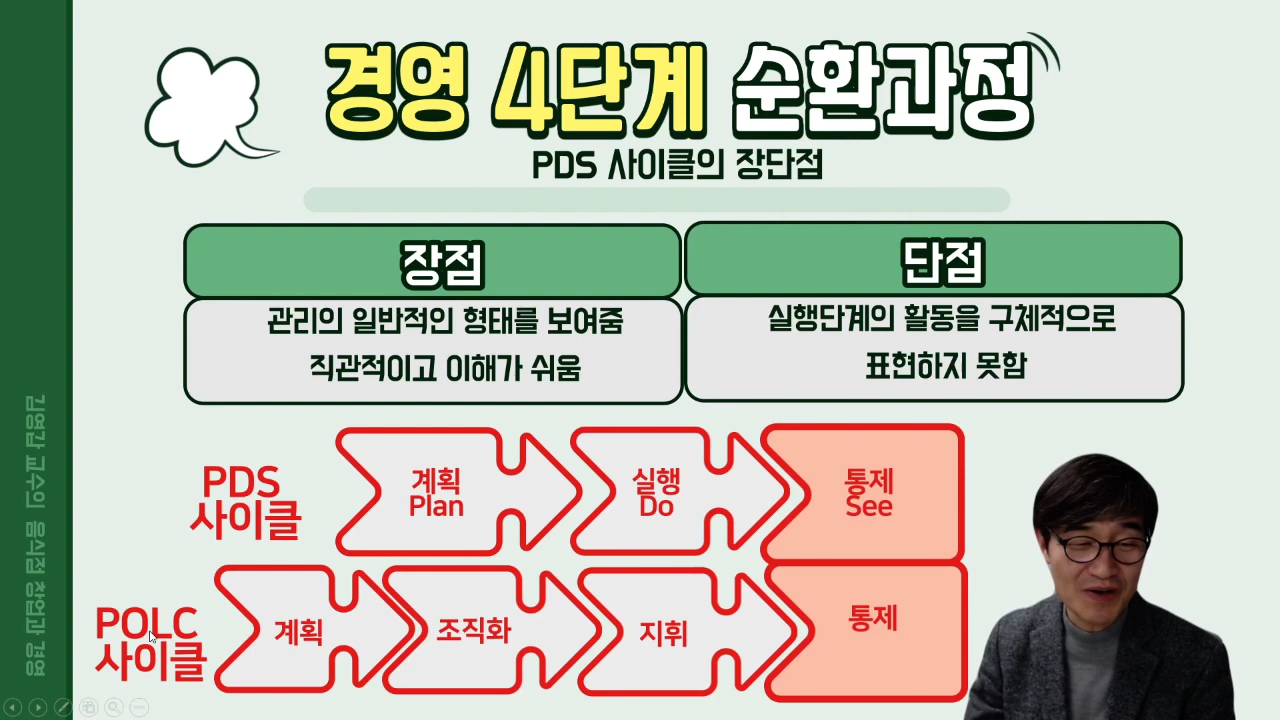 경영 4단계 순환과정
PDS 사이클의 장단점
장점
단점
관리의 일반적인 형태를 보여줌
직관적이고 이해가 쉬움
실행단계의 활동을 구체적으로
표현하지 못함
PDS
사이클
계획
Plan
실행
Do
통제
See
POLC
사이클
계획
조직화
지휘
통제
김영갑 교수의 음식점 창업과 경영